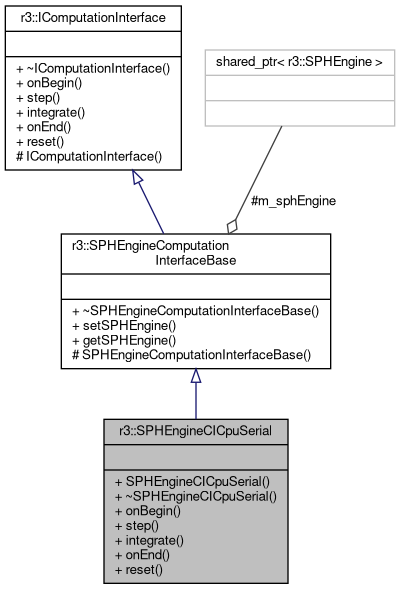 r3::IComputationInterface
+ ~IComputationInterface()
+ onBegin()
+ step()
+ integrate()
+ onEnd()
+ reset()
# IComputationInterface()
shared_ptr< r3::SPHEngine >
#m_sphEngine
r3::SPHEngineComputation
InterfaceBase
+ ~SPHEngineComputationInterfaceBase()
+ setSPHEngine()
+ getSPHEngine()
# SPHEngineComputationInterfaceBase()
r3::SPHEngineCICpuSerial
+ SPHEngineCICpuSerial()
+ ~SPHEngineCICpuSerial()
+ onBegin()
+ step()
+ integrate()
+ onEnd()
+ reset()